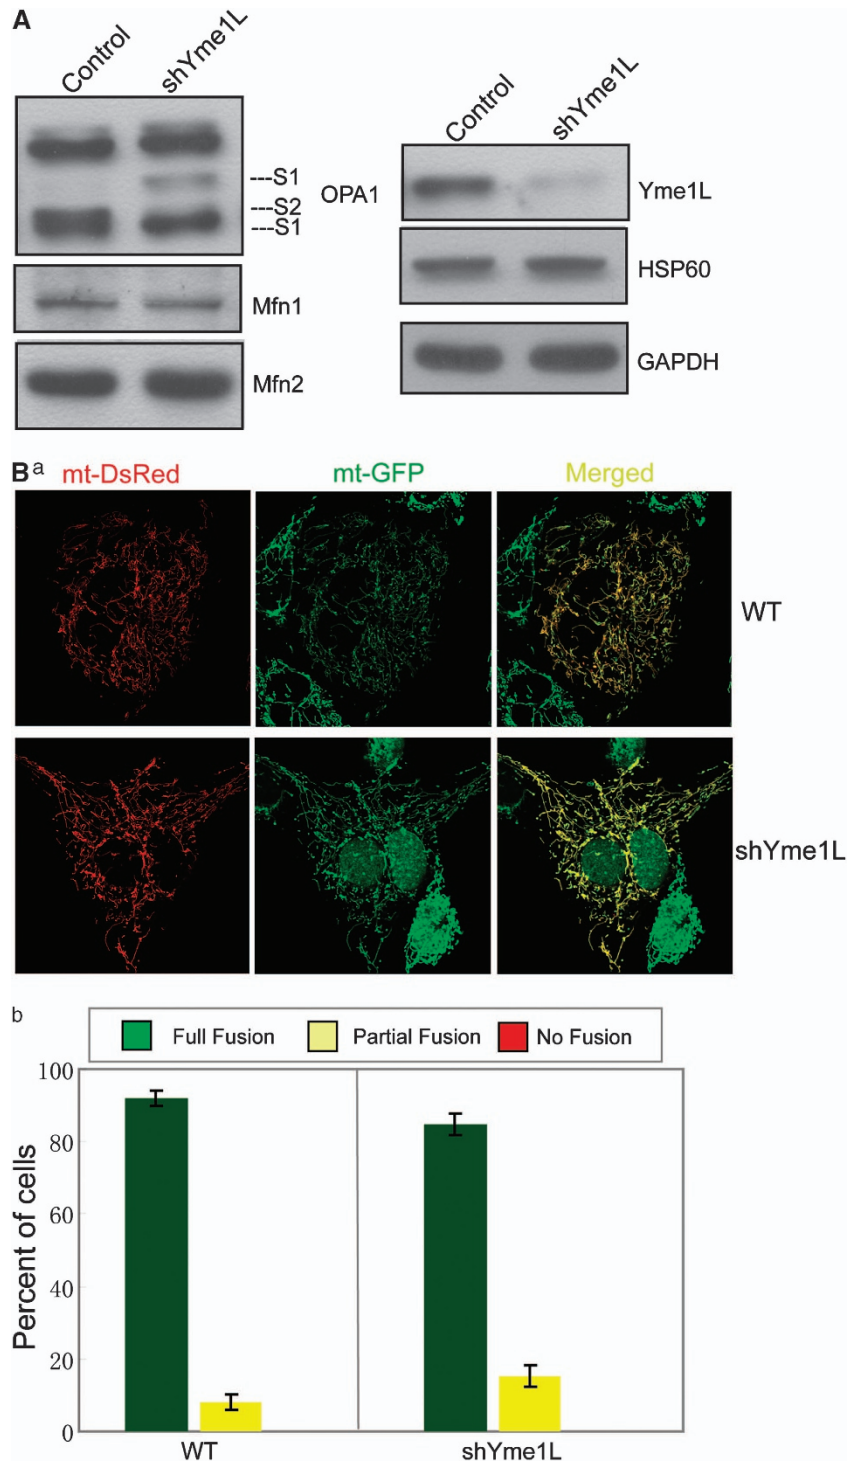 A
Control
shYme1L
---S1
---S2
---S1
OPA1
Mfn1
Mfn2
Control
shYme1L
Yme1L
HSP60
GAPDH
B a
mt-DsRed
mt-GFP
Merged
WT
shYme1L
b
Full Fusion
Partial Fusion
No Fusion
Percent of cells
100
80
60
40
20
0
WT
shYme1L